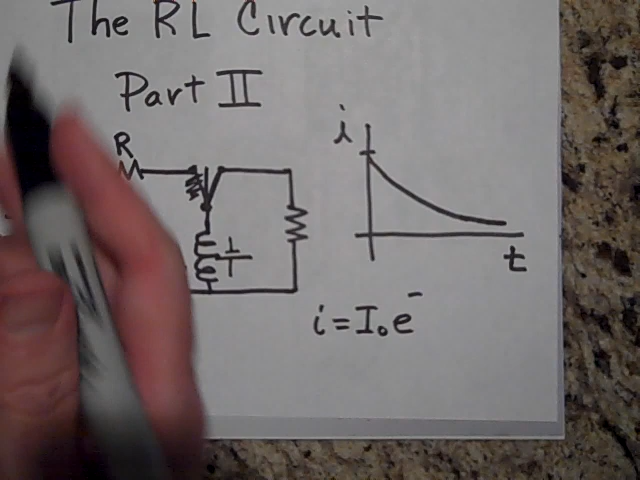 The RL Circuit
Part II
R
i
t
i = I₀e⁻